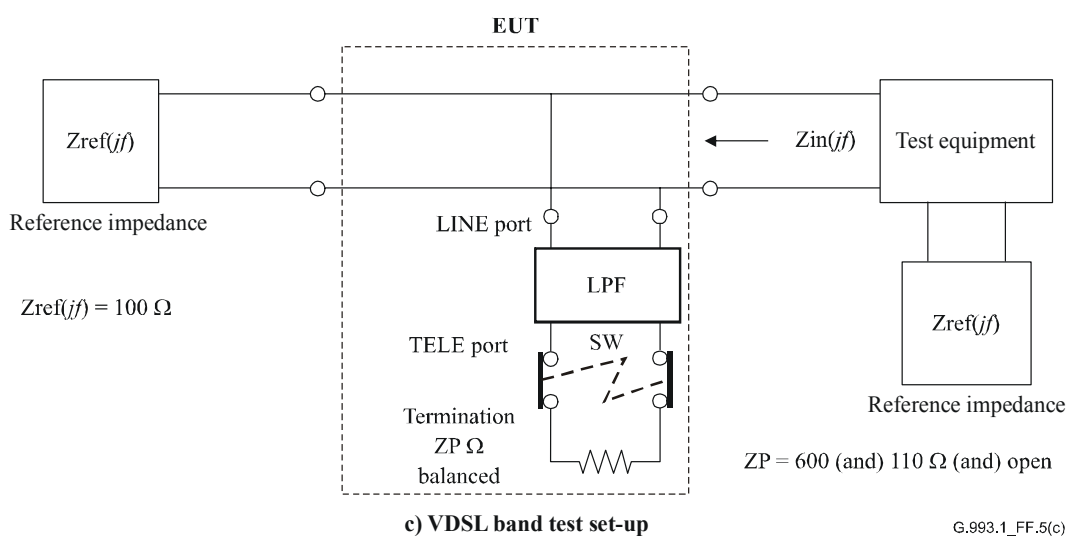 EUT
Zref(jf)
Zin(jf)
Test equipment
Reference impedance
LINE port
Zref(jf) = 100 Ω
LPF
Zref(jf)
TELE port
SW
Reference impedance
Termination
ZP Ω
balanced
ZP = 600 (and) 110 Ω (and) open
c) VDSL band test set-up
G.993.1_FF.5(c)